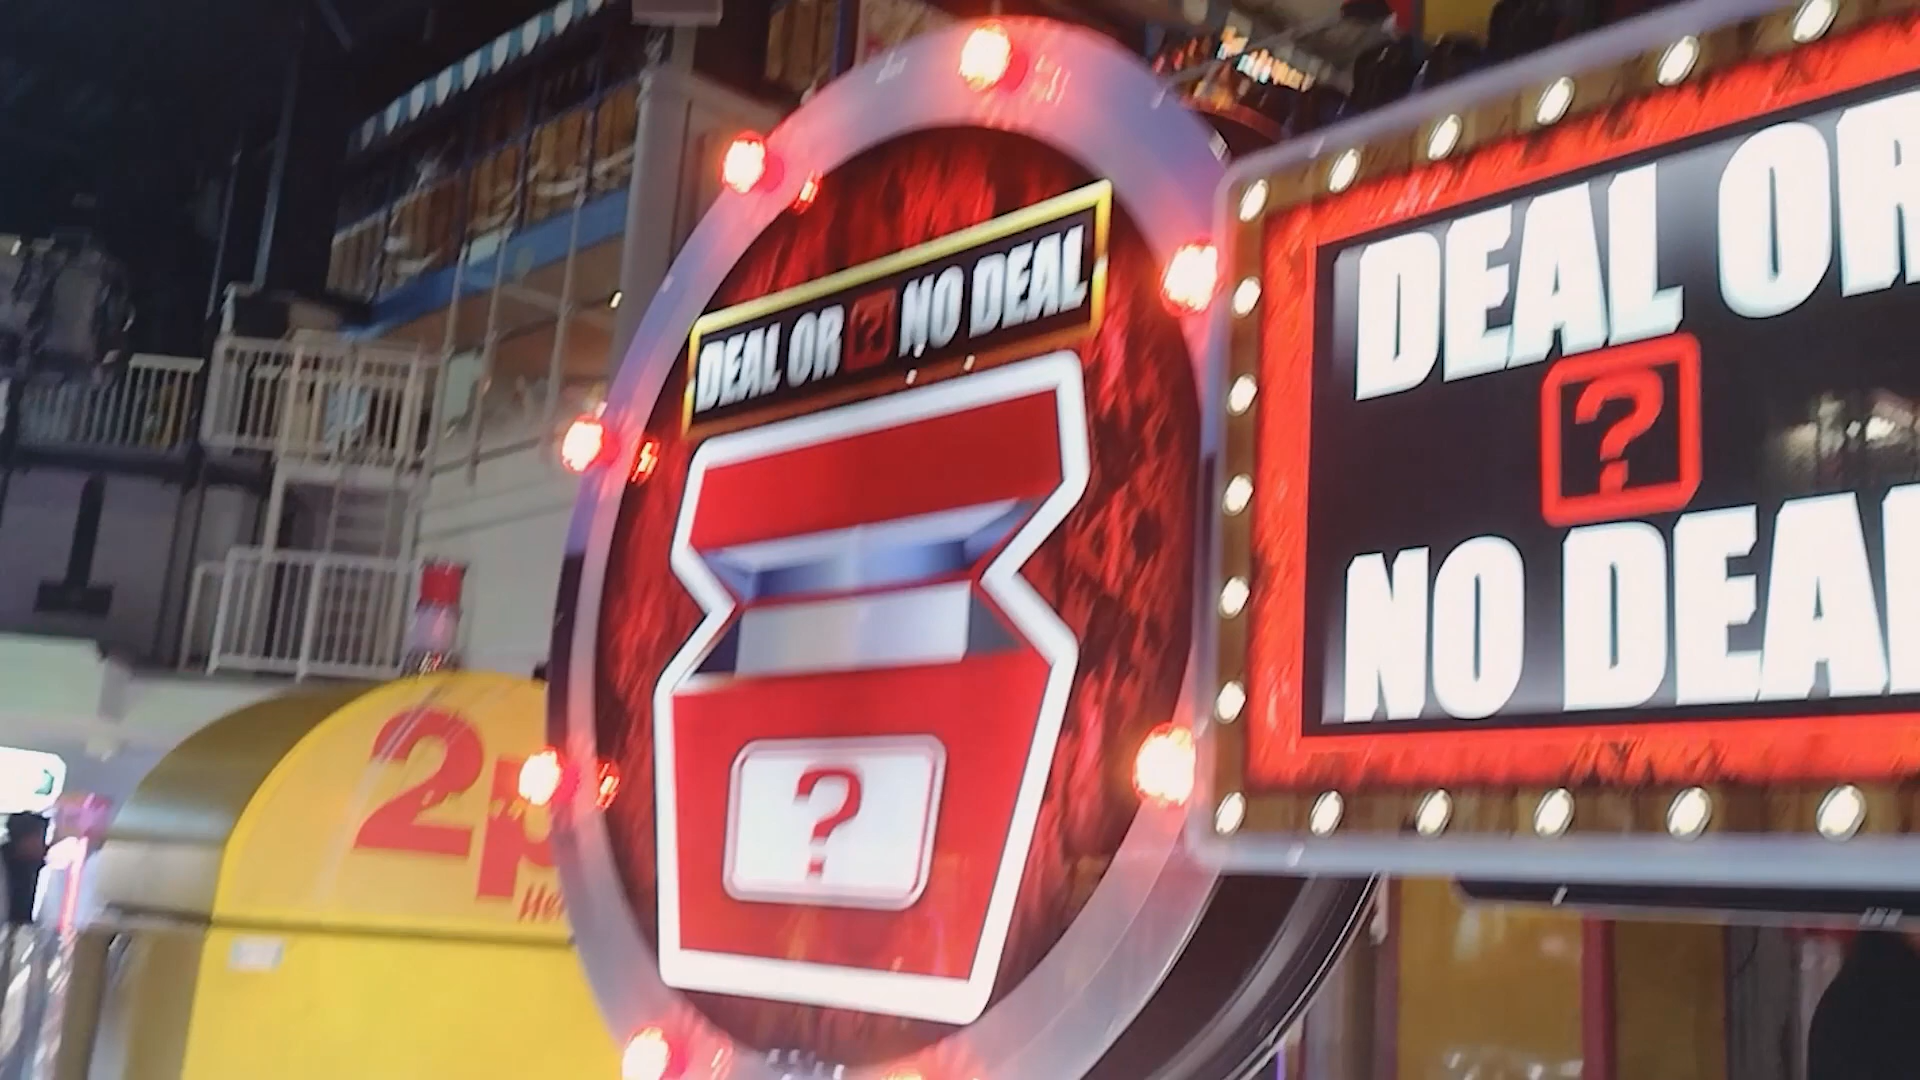 DEAL OR ? NO DEAL
?
DEAL OR
?
NO DEAL
2p